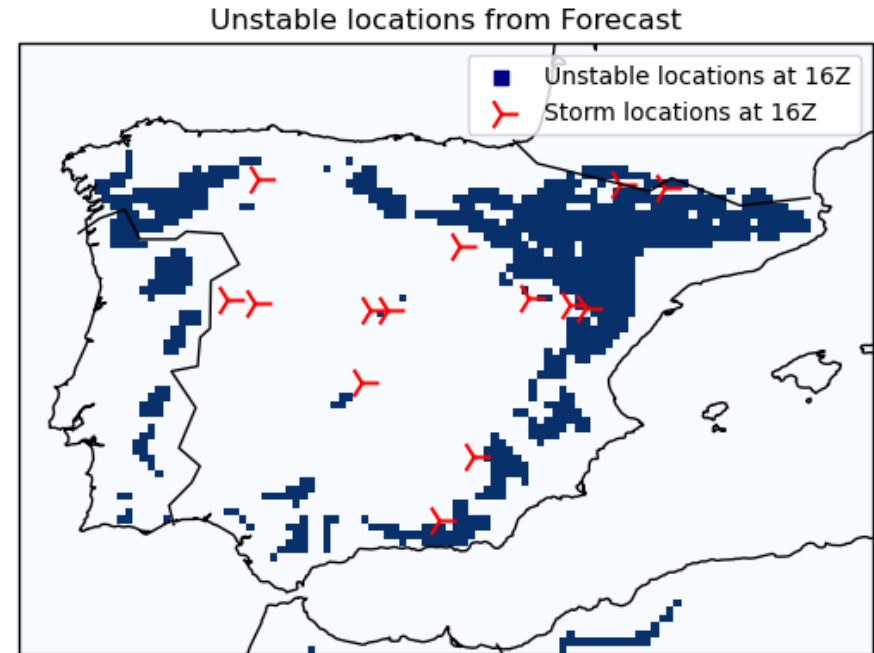 Unstable locations from Forecast
Unstable locations at 16Z
Storm locations at 16Z